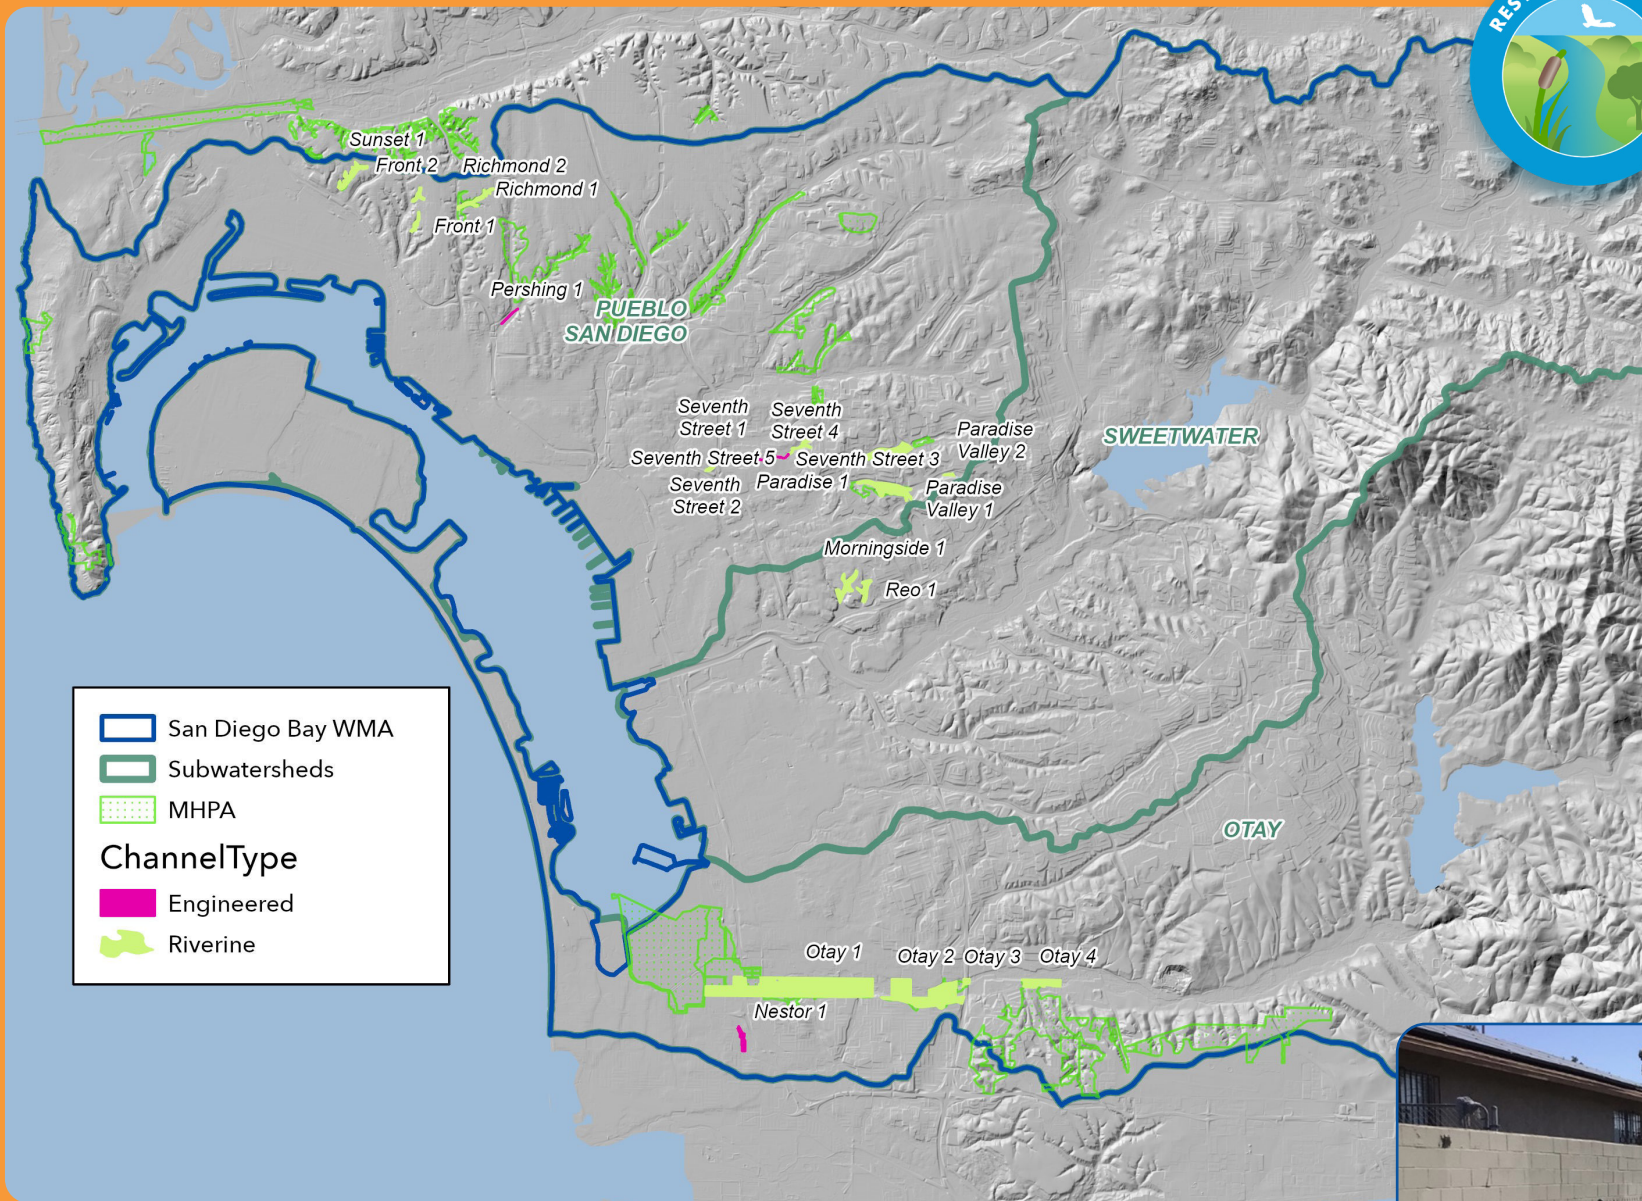 RES
Sunset 1
Front 2
Richmond 2
Richmond 1
Front 1
Pershing 1
PUEBLO
SAN DIEGO
Seventh
Street 1
Seventh
Street 4
Paradise
Valley 2
SWEETWATER
Seventh Street 5
Seventh Street 3
Seventh
Street 2
Paradise 1
Paradise
Valley 1
Morningside 1
Reo 1
San Diego Bay WMA
Subwatersheds
MHPA
ChannelType
Engineered
Riverine
OTAY
Otay 1
Otay 2
Otay 3
Otay 4
Nestor 1